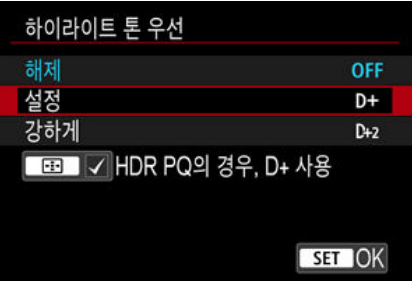 하이라이트 톤 우선
해제 OFF
설정 D+
강하게 D+2
HDR PQ의 경우, D+ 사용
SET OK